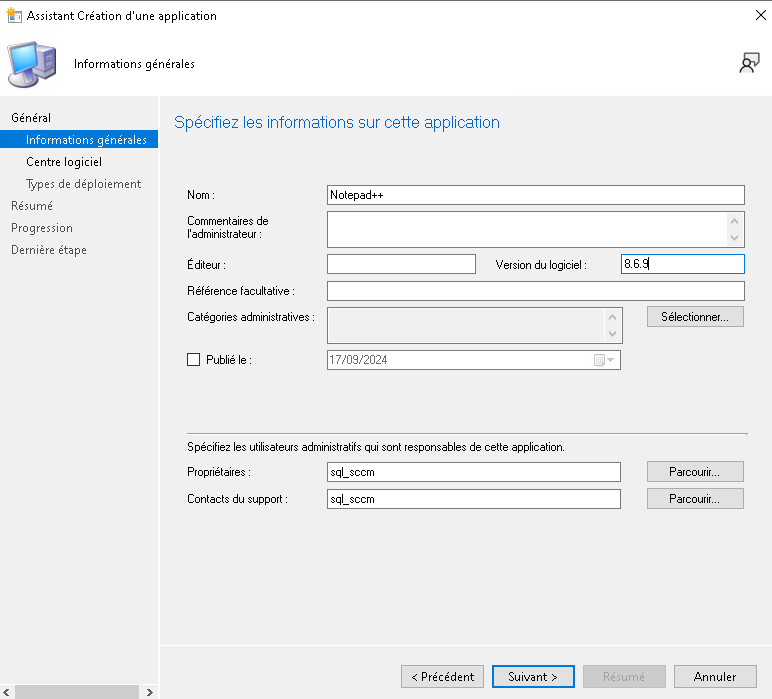 Assistant Création d'une application
Informations générales
Général
Informations générales
Centre logiciel
Types de déploiement
Résumé
Progression
Dernière étape
Spécifiez les informations sur cette application
Nom :
Notepad++
Commentaires de
l'administrateur :
Éditeur :
Version du logiciel :
8.6.9
Référence facultative :
Catégories administratives :
Sélectionner...
Publié le :
17/09/2024
Spécifiez les utilisateurs administratifs qui sont responsables de cette application.
Propriétaires :
sql_sccm
Parcourir...
Contacts du support :
sql_sccm
Parcourir...
< Précédent
Suivant >
Résumé
Annuler